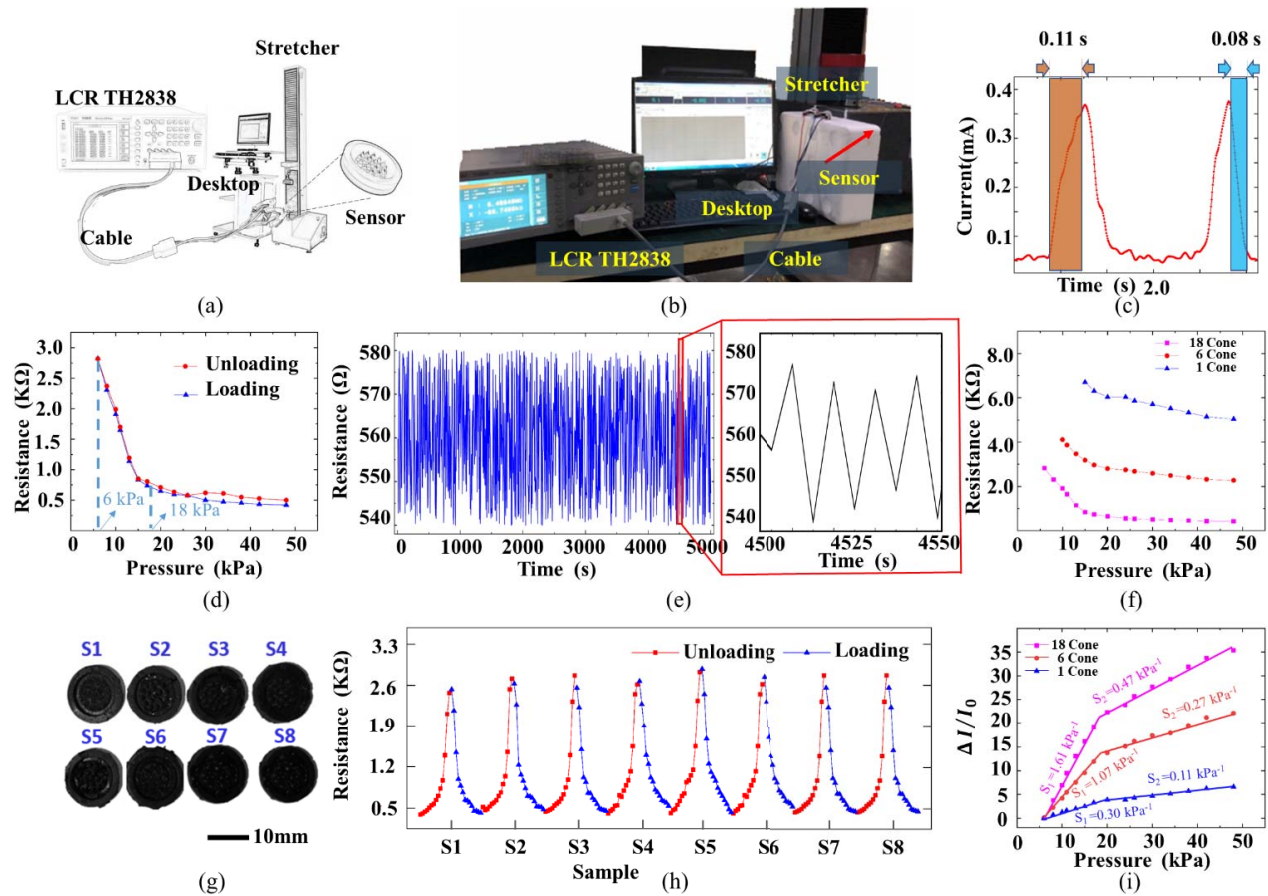 Stretcher
LCR TH2838
Desktop
Sensor
Cable
(a)
Stretcher
Sensor
Desktop
LCR TH2838
Cable
(b)
0.11 s
0.08 s
0.4
0.3
0.2
0.1
Current(mA)
Time (s)
2.0
(c)
3.0
2.5
2.0
1.5
1.0
0.5
Resistance (KΩ)
Unloading
Loading
6 kPa
18 kPa
0 10 20 30 40 50
Pressure (kPa)
(d)
580
570
560
550
540
Resistance (Ω)
0 1000 2000 3000 4000 5000
Time (s)
580
570
560
550
540
4500 4525 4550
Time (s)
(e)
8.0
6.0
4.0
2.0
Resistance (KΩ)
18 Cone
6 Cone
1 Cone
0 10 20 30 40 50
Pressure (kPa)
(f)
S1 S2 S3 S4
S5 S6 S7 S8
10mm
(g)
3.3
2.6
1.9
1.2
0.5
Resistance (KΩ)
Unloading
Loading
S1 S2 S3 S4 S5 S6 S7 S8
Sample
(h)
35
30
25
20
15
10
5
0
ΔI/I0
18 Cone
6 Cone
1 Cone
S2=0.47 kPa-1
S1=1.61 kPa-1
S2=0.27 kPa-1
S1=1.07 kPa-1
S2=0.11 kPa-1
S1=0.30 kPa-1
0 10 20 30 40 50
Pressure (kPa)
(i)